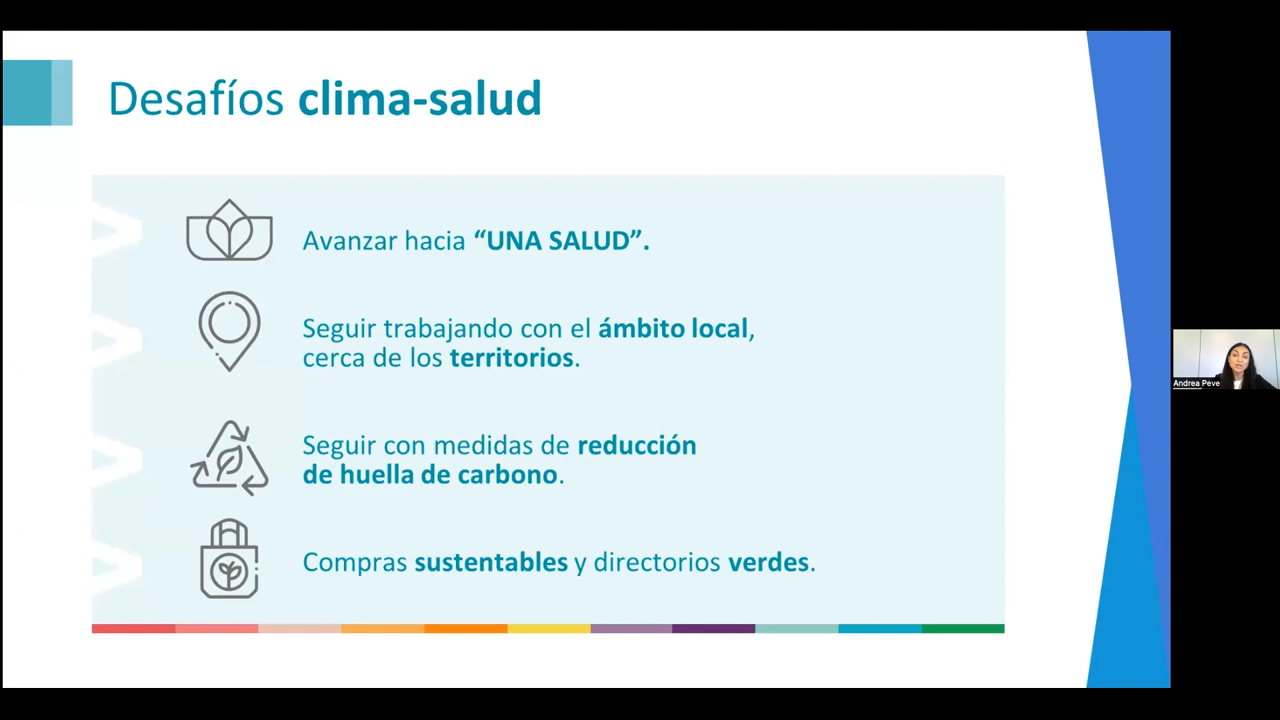 Desafíos clima-salud
Avanzar hacia “UNA SALUD”.
Seguir trabajando con el ámbito local,
cerca de los territorios.
Seguir con medidas de reducción
de huella de carbono.
Compras sustentables y directorios verdes.
Andrea Peve